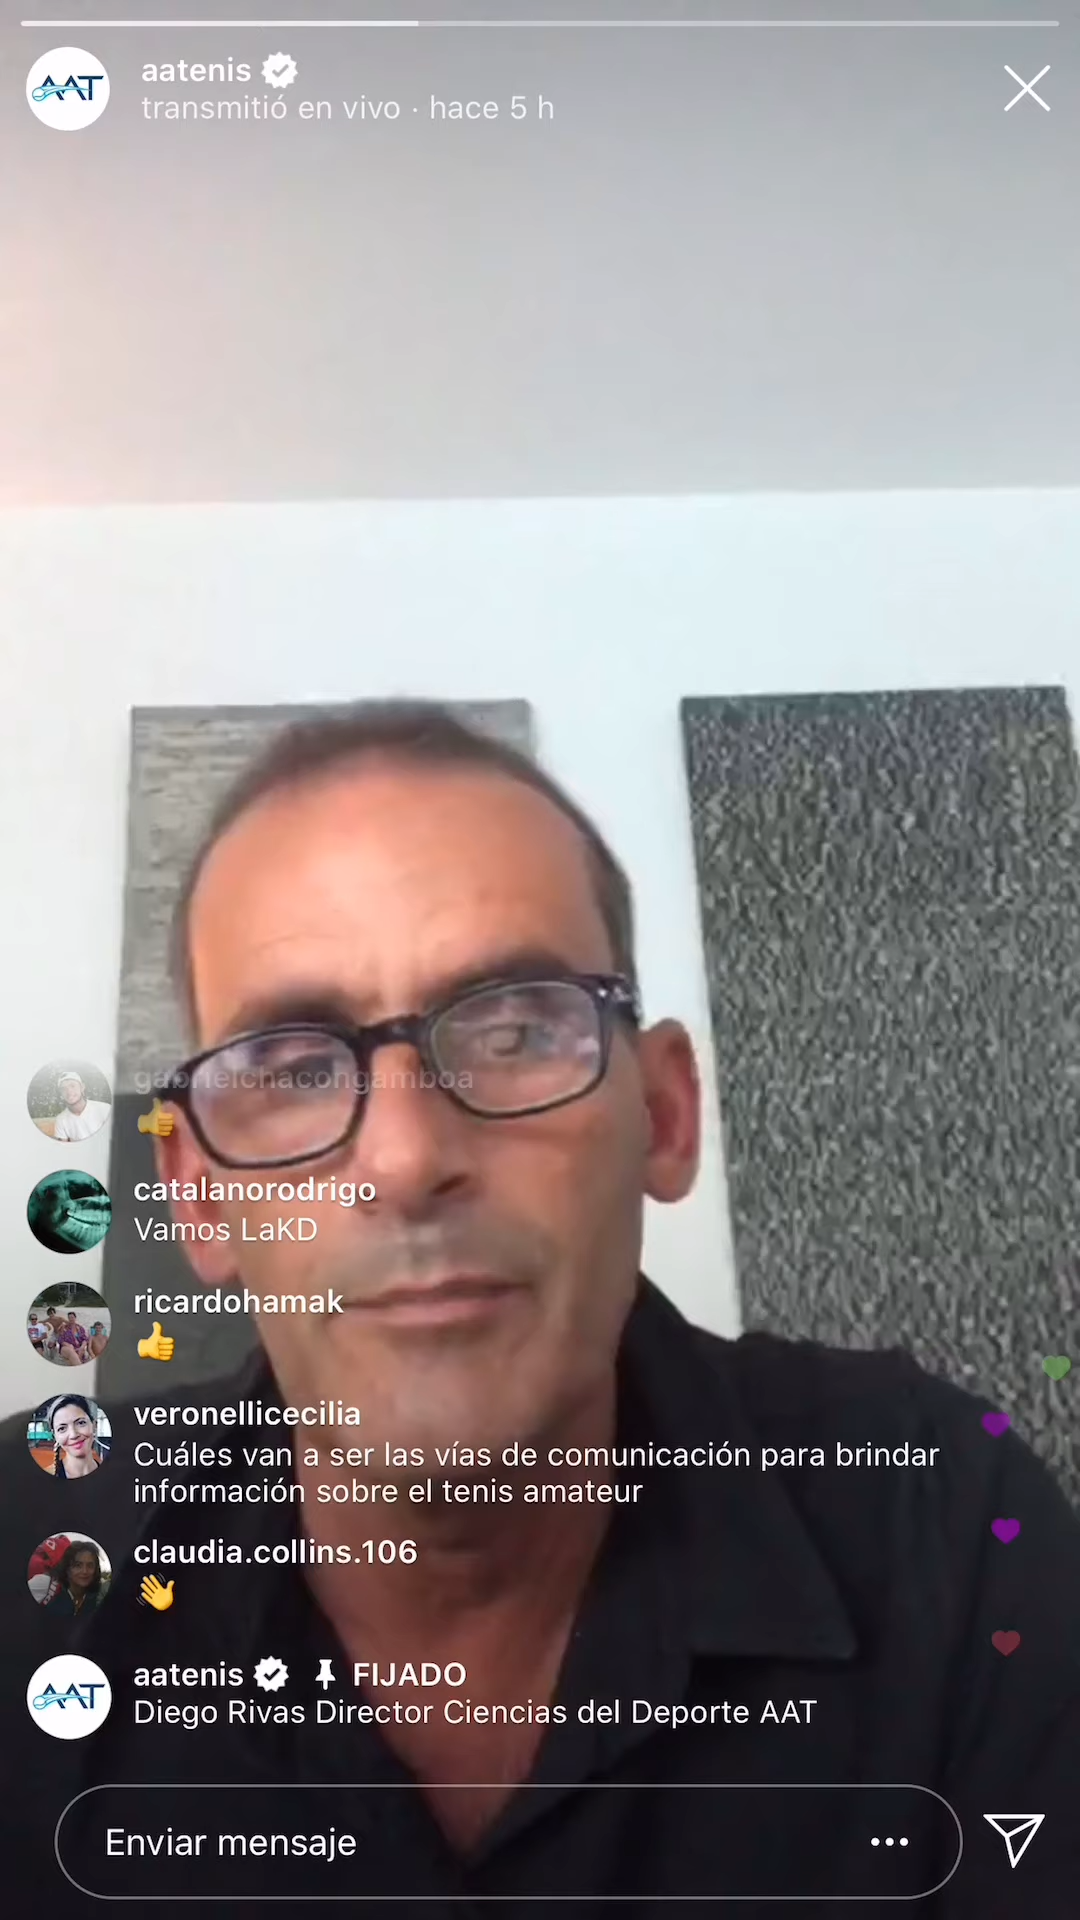 AAT
aatenis
transmitió en vivo · hace 5 h
gabrielchacongamboa
👍
catalanorodrigo
Vamos LaKD
ricardohamak
👍
veronellicecilia
Cuáles van a ser las vías de comunicación para brindar
información sobre el tenis amateur
claudia.collins.106
👋
AAT
aatenis 📌 FIJADO
Diego Rivas Director Ciencias del Deporte AAT
Enviar mensaje